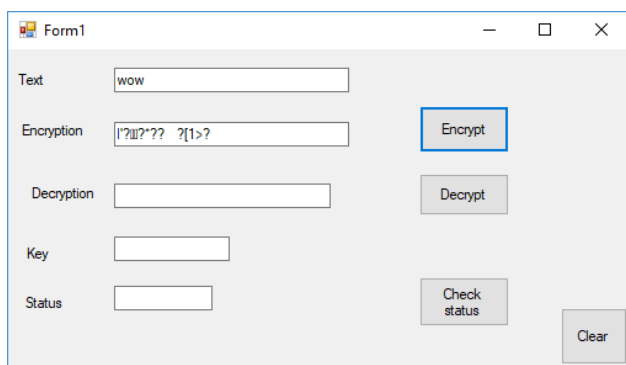 Form1
Text
wow
Encryption
Encrypt
Decryption
Decrypt
Key
Status
Check
status
Clear